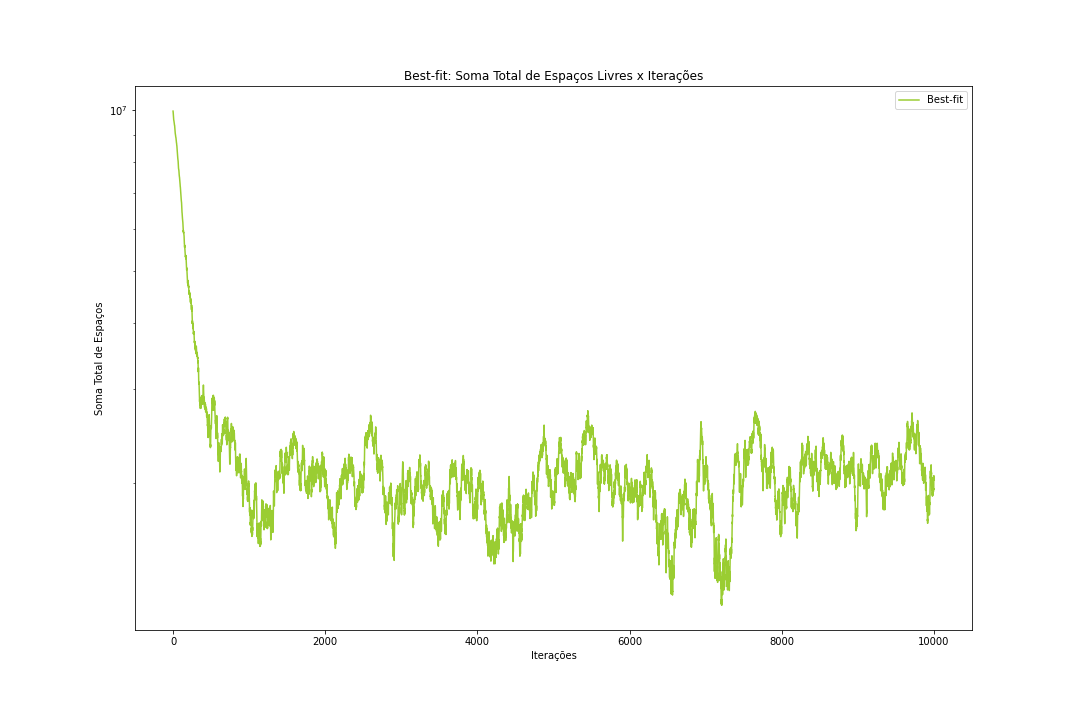 Best-fit: Soma Total de Espaços Livres x Iterações
Best-fit
10⁷
Soma Total de Espaços
0 2000 4000 6000 8000 10000
Iterações